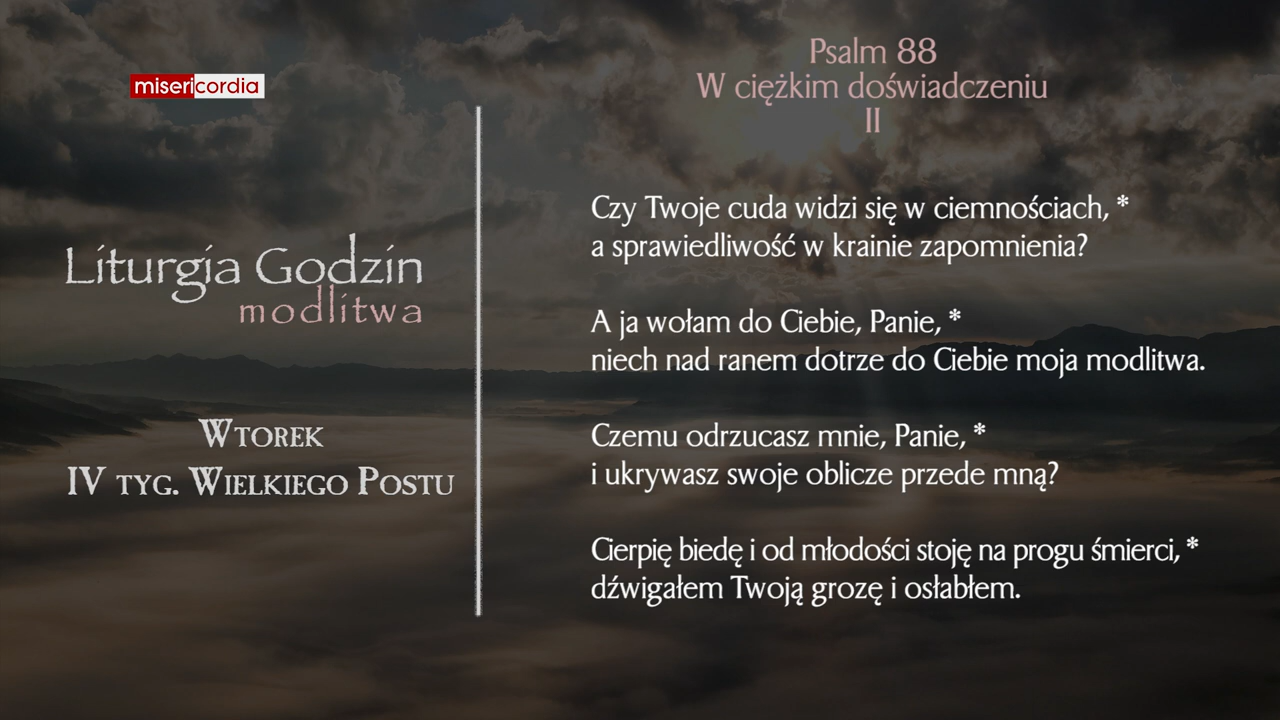 misericordia
Liturgia Godzin
modlitwa
Wtorek
IV tyg. Wielkiego Postu
Psalm 88
W ciężkim doświadczeniu
II
Czy Twoje cuda widzi się w ciemnościach, *
a sprawiedliwość w krainie zapomnienia?
A ja wołam do Ciebie, Panie, *
niech nad ranem dotrze do Ciebie moja modlitwa.
Czemu odrzucasz mnie, Panie, *
i ukrywasz swoje oblicze przede mną?
Cierpię biedę i od młodości stoję na progu śmierci, *
dźwigałem Twoją grozę i osłabłem.